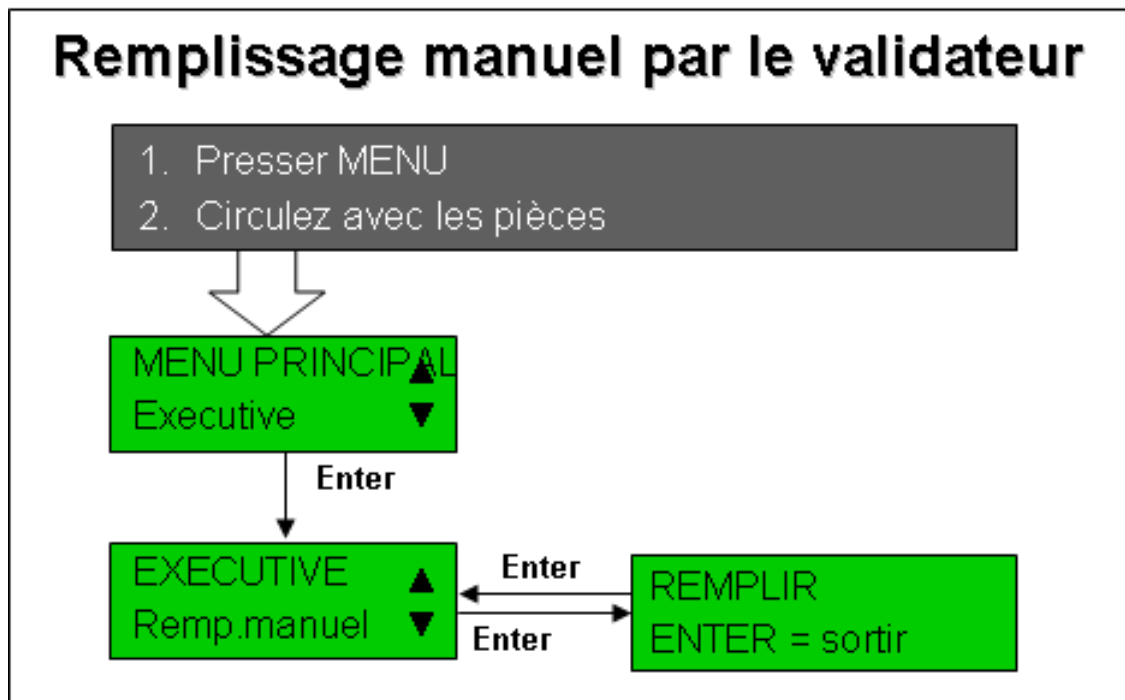 Remplissage manuel par le validateur
1. Presser MENU
2. Circulez avec les pièces
MENU PRINCIPAL
Executive
Enter
EXECUTIVE
Remp.manuel
Enter
Enter
REMPLIR
ENTER = sortir